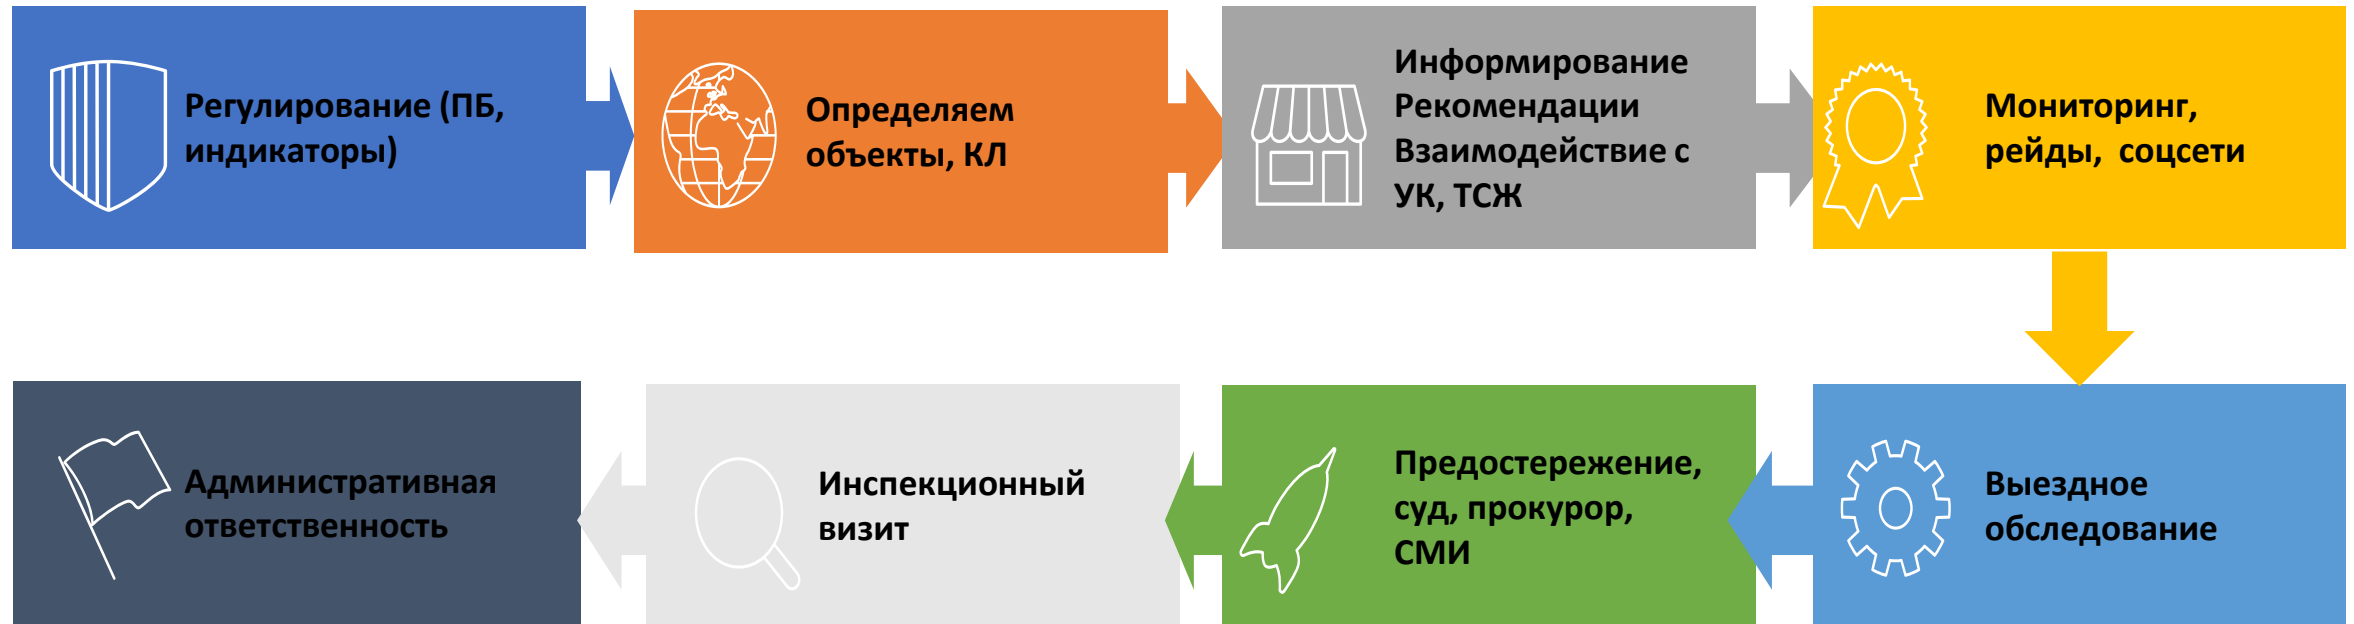 Регулирование (ПБ,
индикаторы)
Определяем
объекты, КЛ
Информирование
Рекомендации
Взаимодействие с
УК, ТСЖ
Мониторинг,
рейды, соцсети
Выездное
обследование
Предостережение,
суд, прокурор,
СМИ
Инспекционный
визит
Административная
ответственность